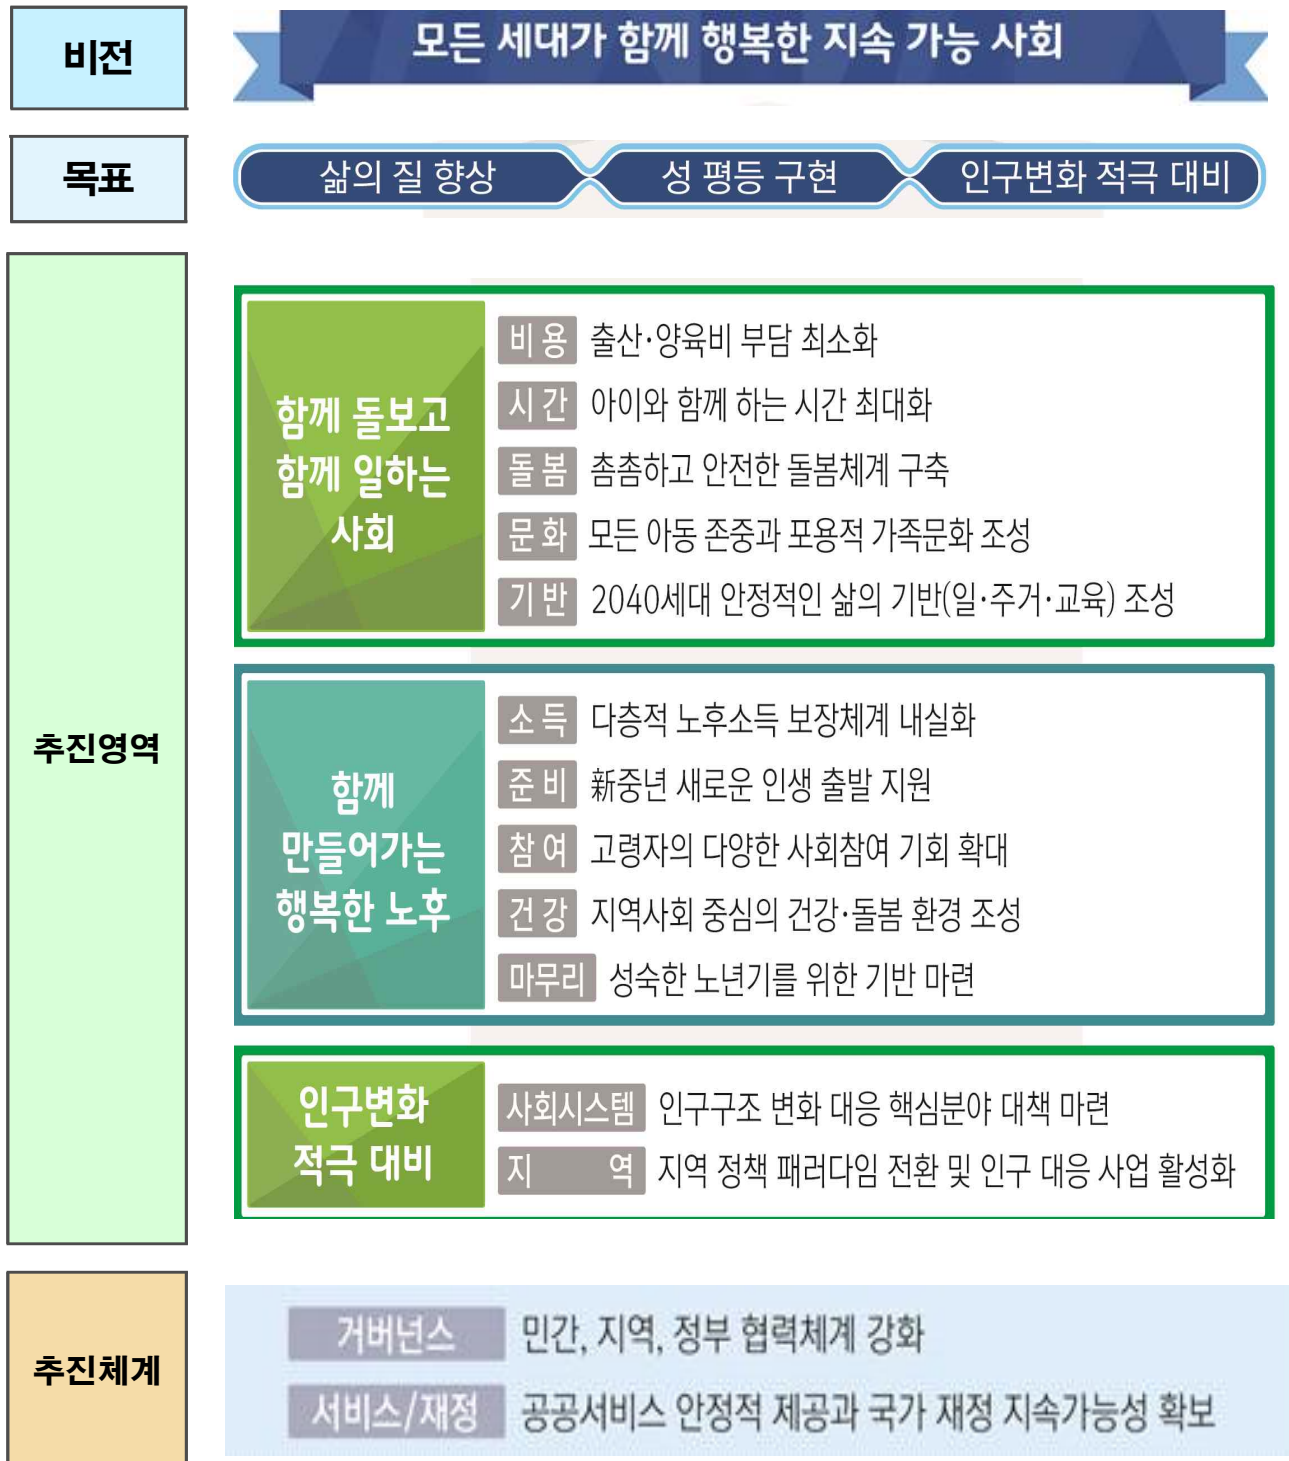 비전
모든 세대가 함께 행복한 지속 가능 사회
목표
삶의 질 향상
성 평등 구현
인구변화 적극 대비
추진영역
함께 돌보고
함께 일하는
사회
비용 출산·양육비 부담 최소화
시간 아이와 함께 하는 시간 최대화
돌봄 촘촘하고 안전한 돌봄체계 구축
문화 모든 아동 존중과 포용적 가족문화 조성
기반 2040세대 안정적인 삶의 기반(일·주거·교육) 조성
함께
만들어가는
행복한 노후
소득 다층적 노후소득 보장체계 내실화
준비 新중년 새로운 인생 출발 지원
참여 고령자의 다양한 사회참여 기회 확대
건강 지역사회 중심의 건강·돌봄 환경 조성
마무리 성숙한 노년기를 위한 기반 마련
인구변화
적극 대비
사회시스템 인구구조 변화 대응 핵심분야 대책 마련
지 역 지역 정책 패러다임 전환 및 인구 대응 사업 활성화
추진체계
거버넌스 민간, 지역, 정부 협력체계 강화
서비스/재정 공공서비스 안정적 제공과 국가 재정 지속가능성 확보